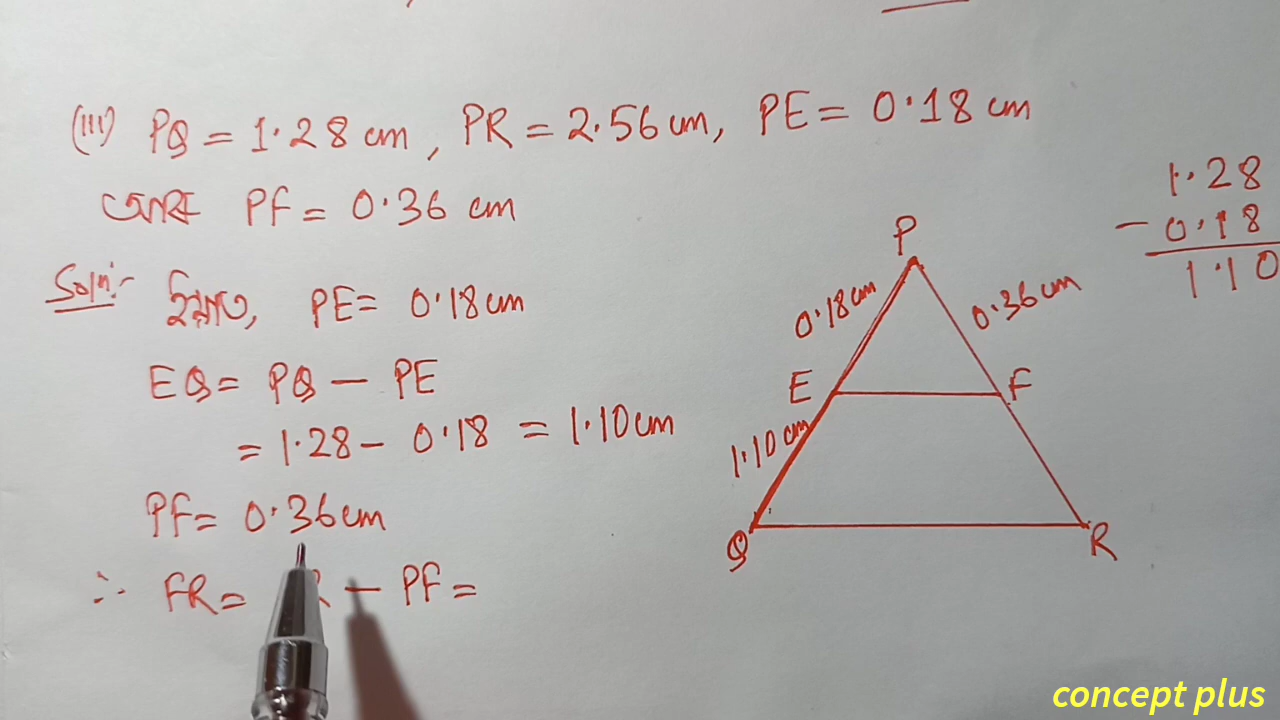 (iii) PQ = 1.28 cm, PR = 2.56 cm, PE = 0.18 cm
আৰু PF = 0.36 cm
Soln:- ইয়াত, PE = 0.18 cm
EQ = PQ - PE
= 1.28 - 0.18 = 1.10 cm
PF = 0.36 cm
∴ FR = R - PF =
1.28
- 0.18
1.10
P
0.18 cm
0.36 cm
E
F
1.10 cm
Q
R
concept plus